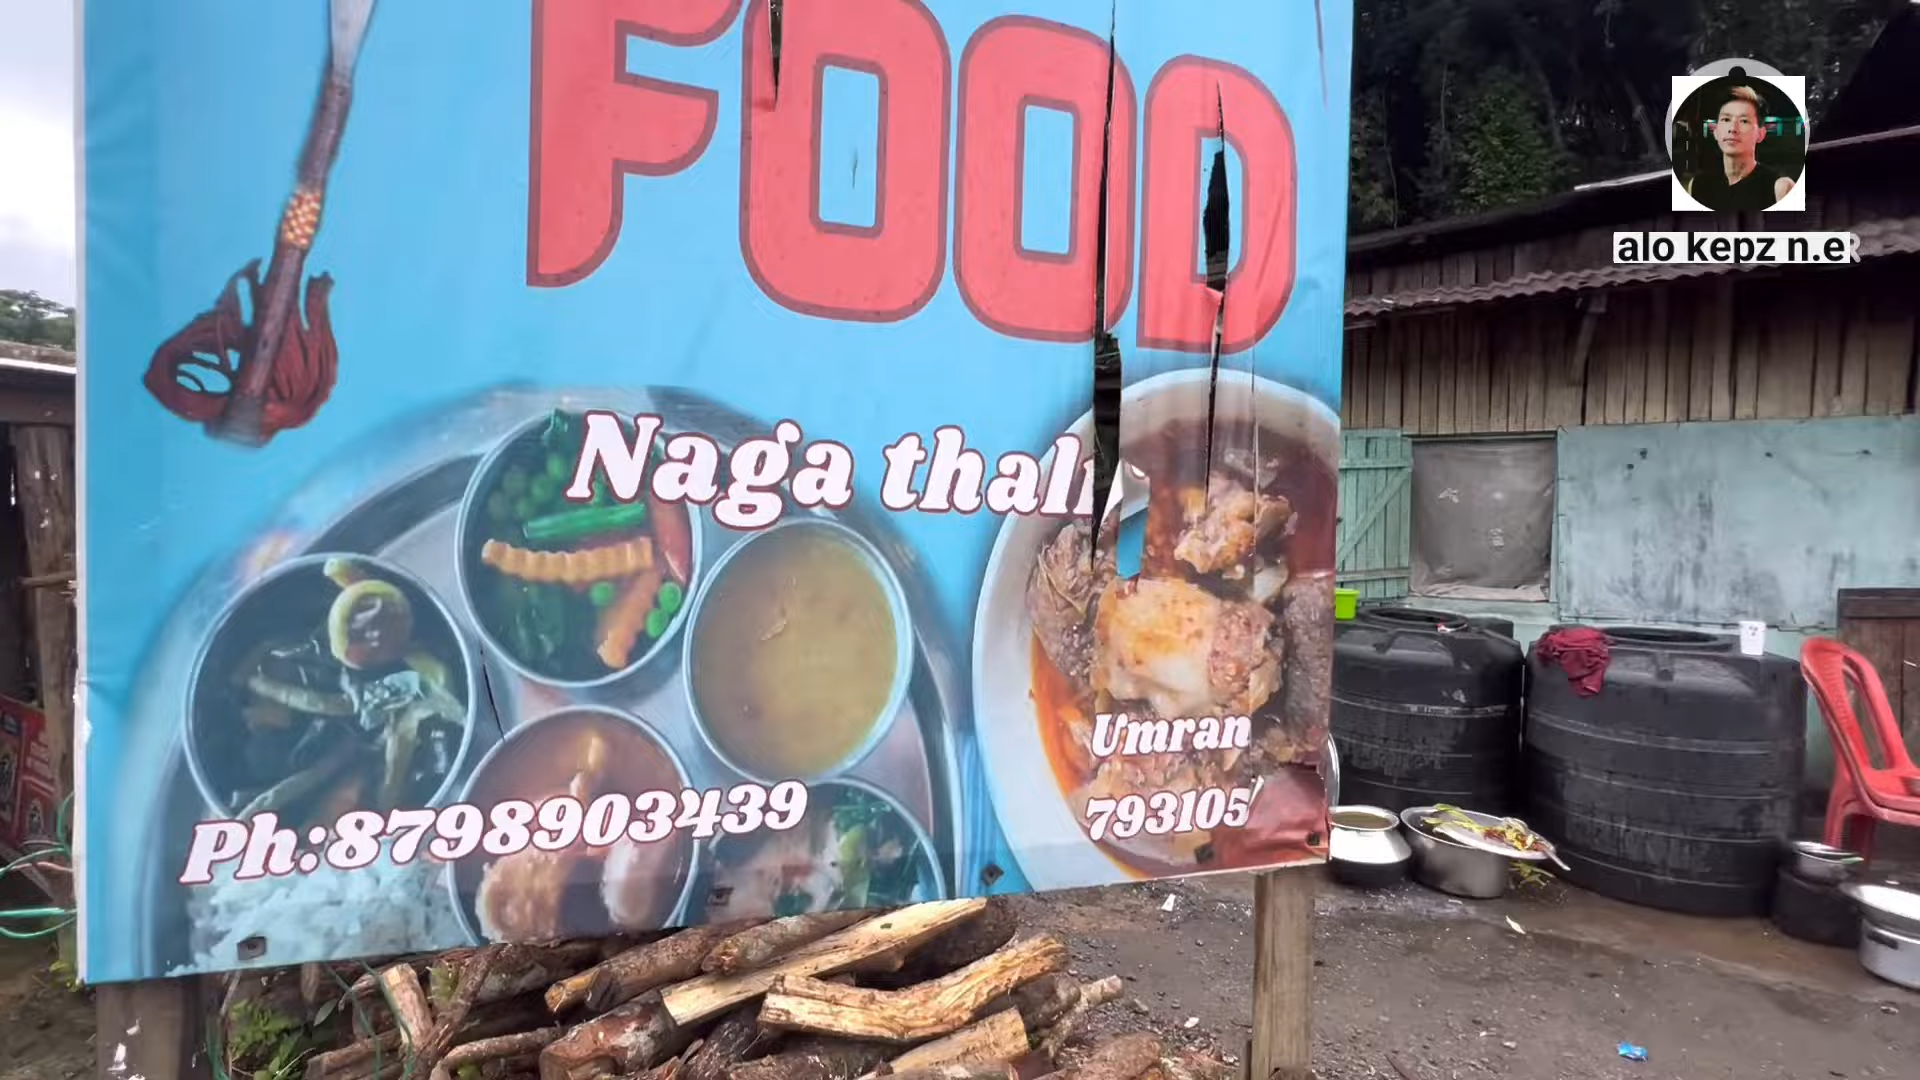 FOOD
alo kepz n.e
Naga thali
Umran
793105
Ph:8798903439